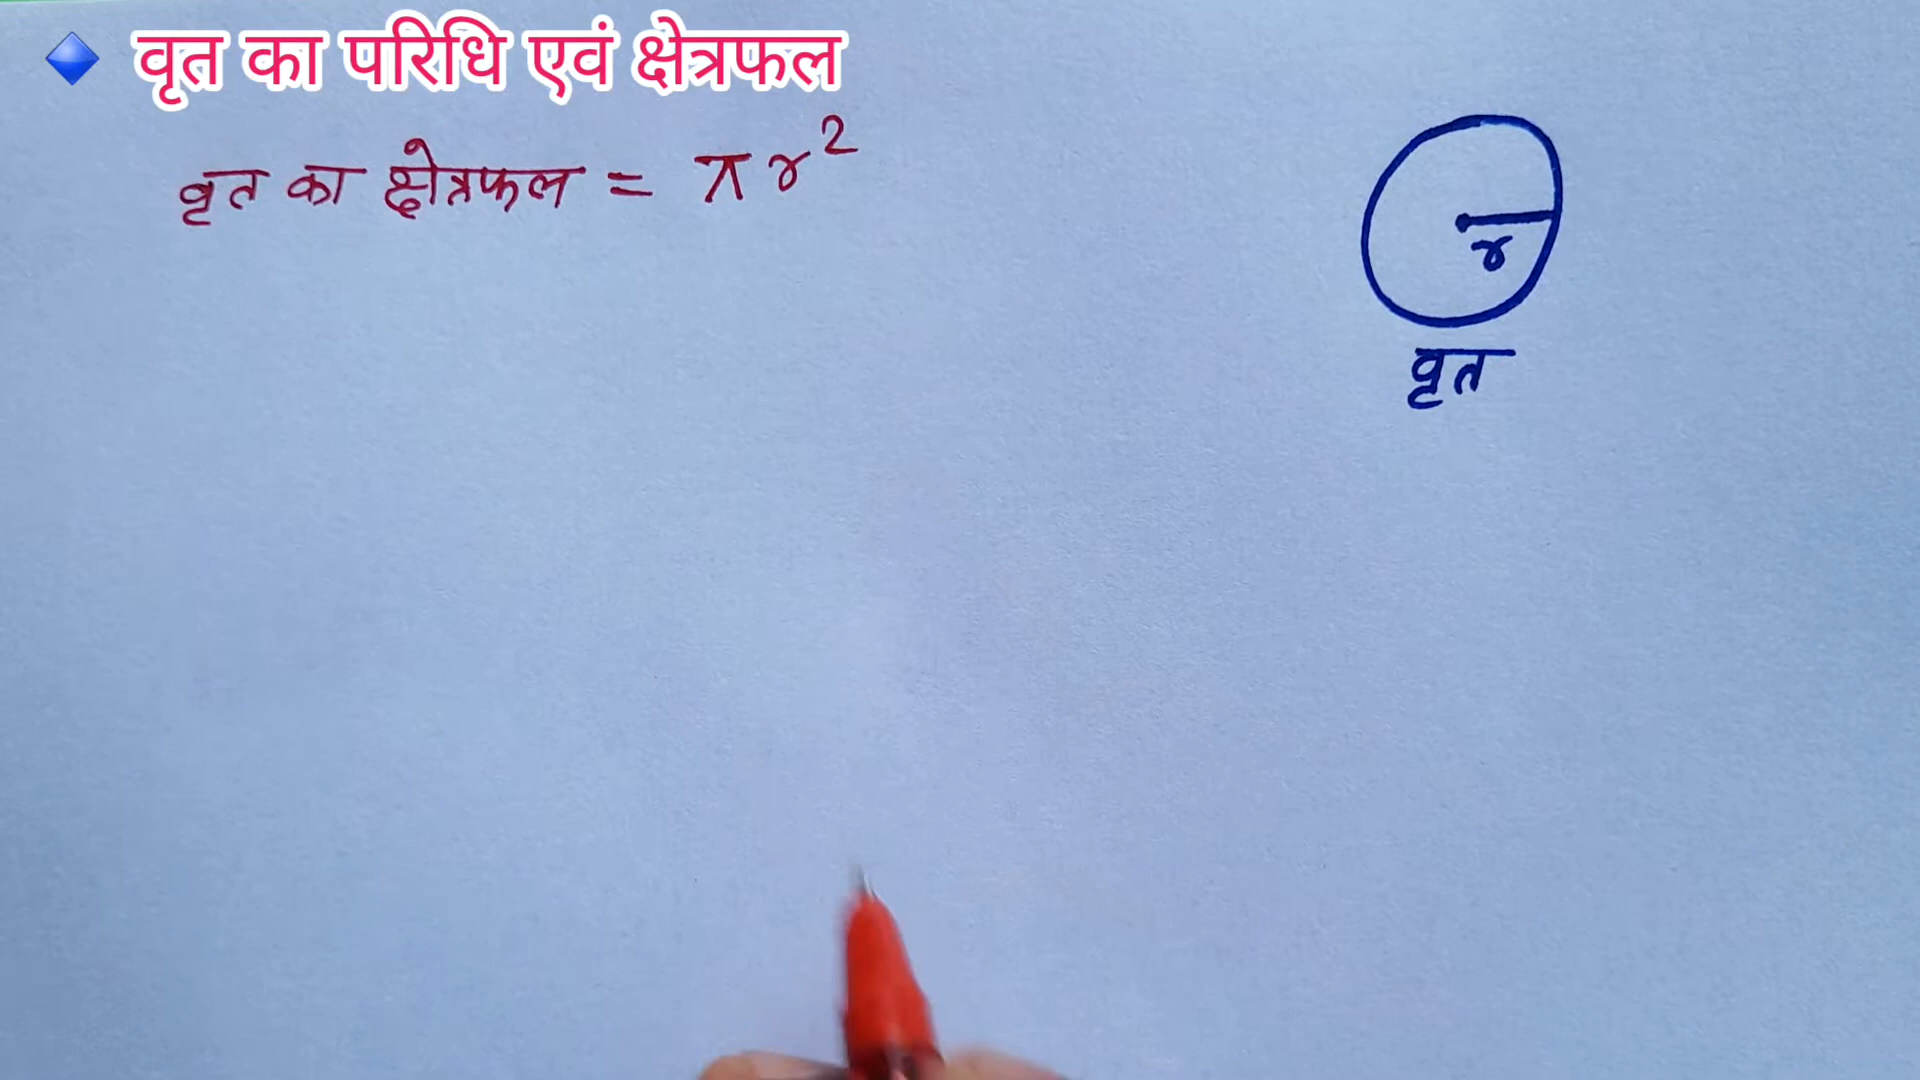 वृत का परिधि एवं क्षेत्रफल
वृत का क्षेत्रफल = πr²
r
वृत